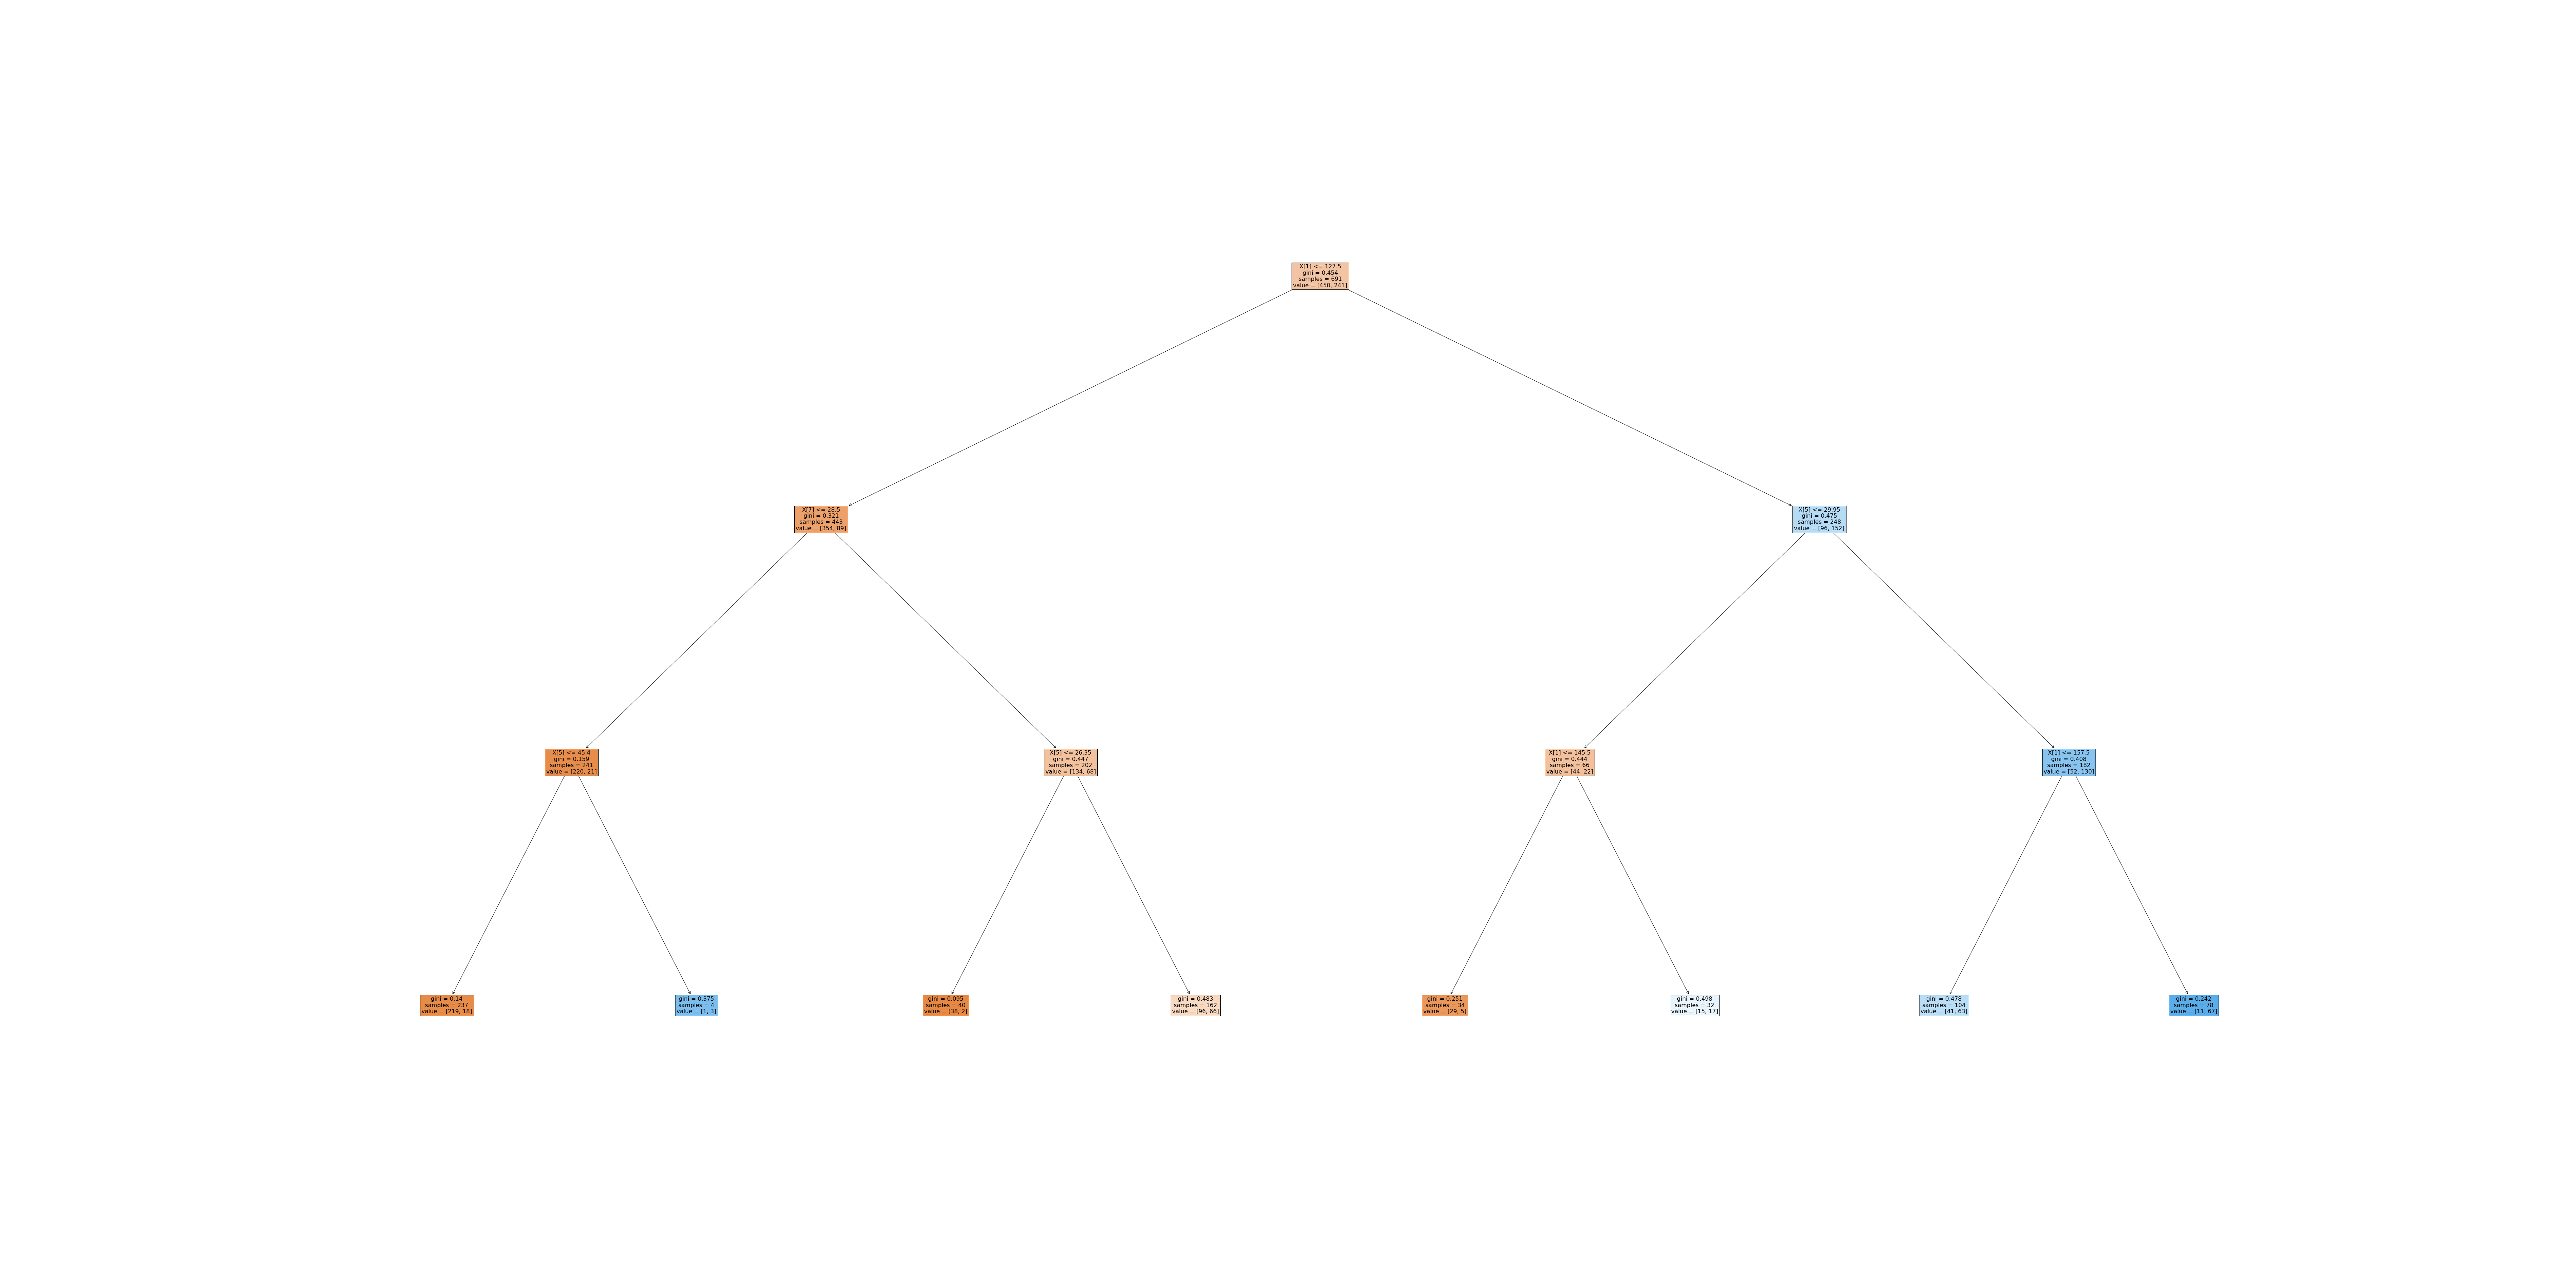 X[1] <= 127.5
gini = 0.454
samples = 691
value = [450, 241]
X[7] <= 28.5
gini = 0.321
samples = 443
value = [354, 89]
X[5] <= 29.95
gini = 0.475
samples = 248
value = [96, 152]
X[5] <= 45.4
gini = 0.159
samples = 241
value = [220, 21]
X[5] <= 26.35
gini = 0.447
samples = 202
value = [134, 68]
X[1] <= 145.5
gini = 0.444
samples = 66
value = [44, 22]
X[1] <= 157.5
gini = 0.408
samples = 182
value = [52, 130]
gini = 0.14
samples = 237
value = [219, 18]
gini = 0.375
samples = 4
value = [1, 3]
gini = 0.095
samples = 40
value = [38, 2]
gini = 0.483
samples = 162
value = [96, 66]
gini = 0.251
samples = 34
value = [29, 5]
gini = 0.498
samples = 32
value = [15, 17]
gini = 0.478
samples = 104
value = [41, 63]
gini = 0.242
samples = 78
value = [11, 67]